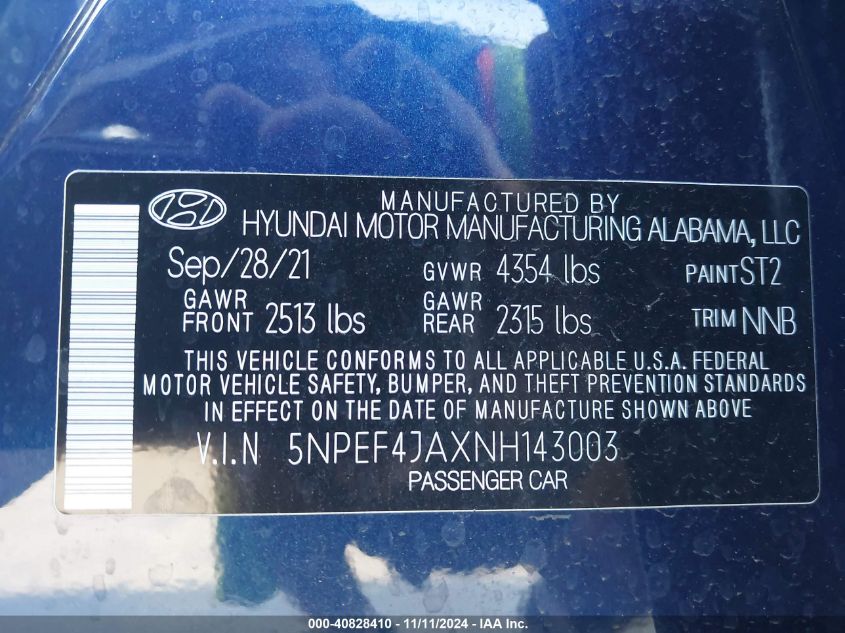 MANUFACTURED BY
HYUNDAI MOTOR MANUFACTURING ALABAMA, LLC
Sep/28/21 GVWR 4354 lbs PAINT ST2
GAWR FRONT 2513 lbs GAWR REAR 2315 lbs TRIM NNB
THIS VEHICLE CONFORMS TO ALL APPLICABLE U.S.A. FEDERAL
MOTOR VEHICLE SAFETY, BUMPER, AND THEFT PREVENTION STANDARDS
IN EFFECT ON THE DATE OF MANUFACTURE SHOWN ABOVE
V.I.N 5NPEF4JAXNH143003
PASSENGER CAR
000-40828410 - 11/11/2024 - IAA Inc.